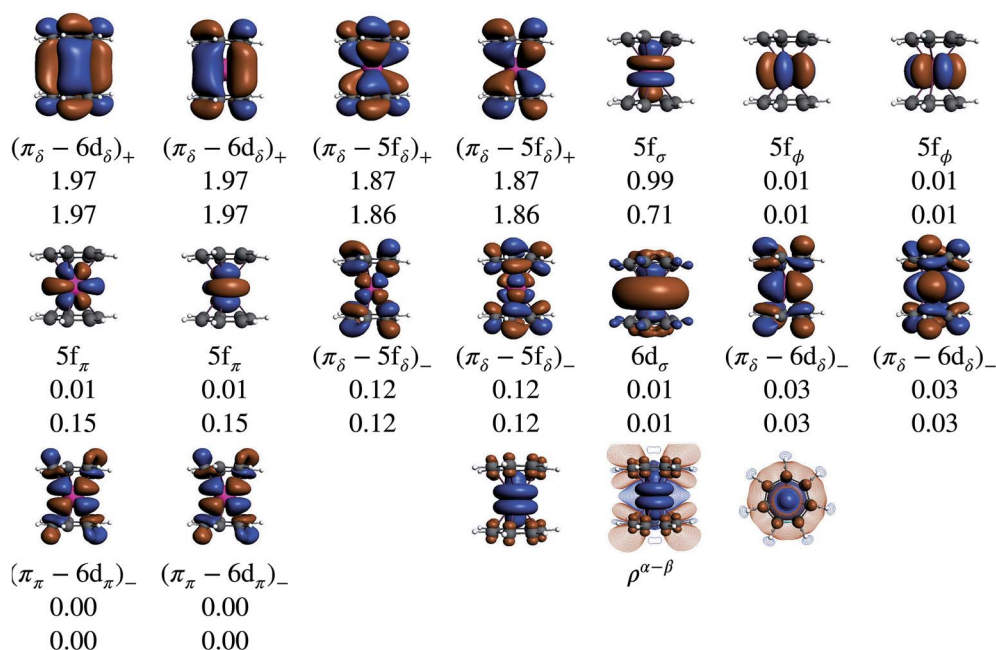 (π_δ − 6d_δ)_+ (π_δ − 6d_δ)_+ (π_δ − 5f_δ)_+ (π_δ − 5f_δ)_+ 5f_σ 5f_ϕ 5f_ϕ
1.97 1.97 1.87 1.87 0.99 0.01 0.01
1.97 1.97 1.86 1.86 0.71 0.01 0.01
5f_π 5f_π (π_δ − 5f_δ)_− (π_δ − 5f_δ)_− 6d_σ (π_δ − 6d_δ)_− (π_δ − 6d_δ)_−
0.01 0.01 0.12 0.12 0.01 0.03 0.03
0.15 0.15 0.12 0.12 0.01 0.03 0.03
(π_π − 6d_π)_− (π_π − 6d_π)_− ρ^{α−β}
0.00 0.00
0.00 0.00